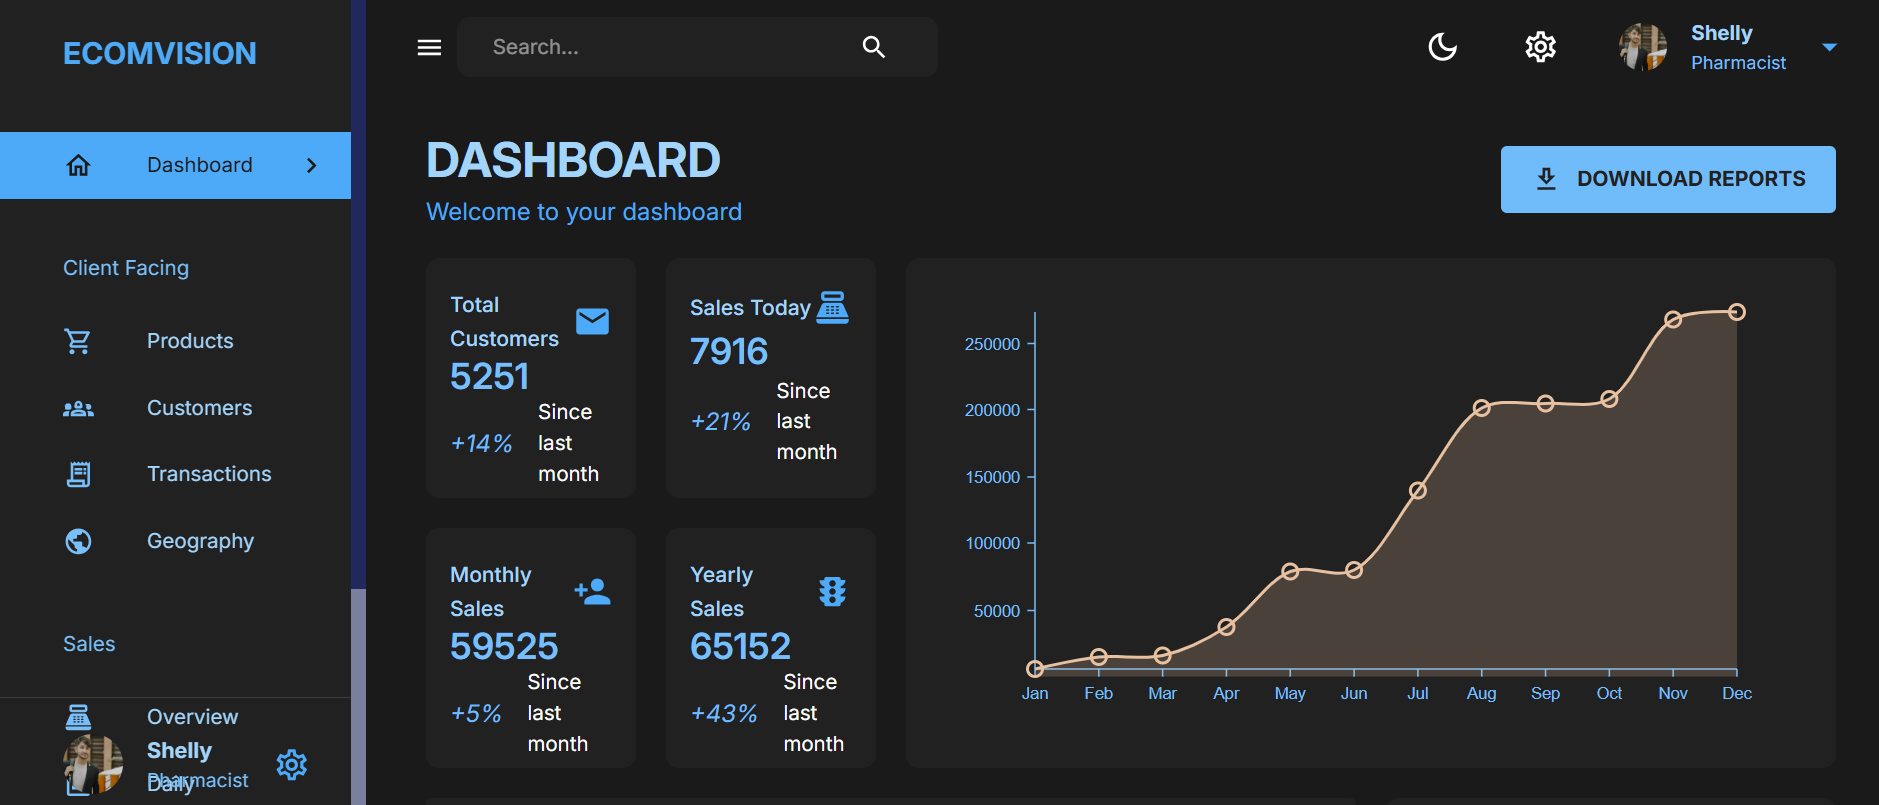 ECOMVISION
Dashboard
Client Facing
Products
Customers
Transactions
Geography
Sales
Overview
Shelly
Pharmacist
Daily
Search...
Shelly
Pharmacist
DASHBOARD
Welcome to your dashboard
DOWNLOAD REPORTS
Total
Customers
5251
+14%
Since
last
month
Sales Today
7916
+21%
Since
last
month
Monthly
Sales
59525
+5%
Since
last
month
Yearly
Sales
65152
+43%
Since
last
month
250000
200000
150000
100000
50000
Jan Feb Mar Apr May Jun Jul Aug Sep Oct Nov Dec